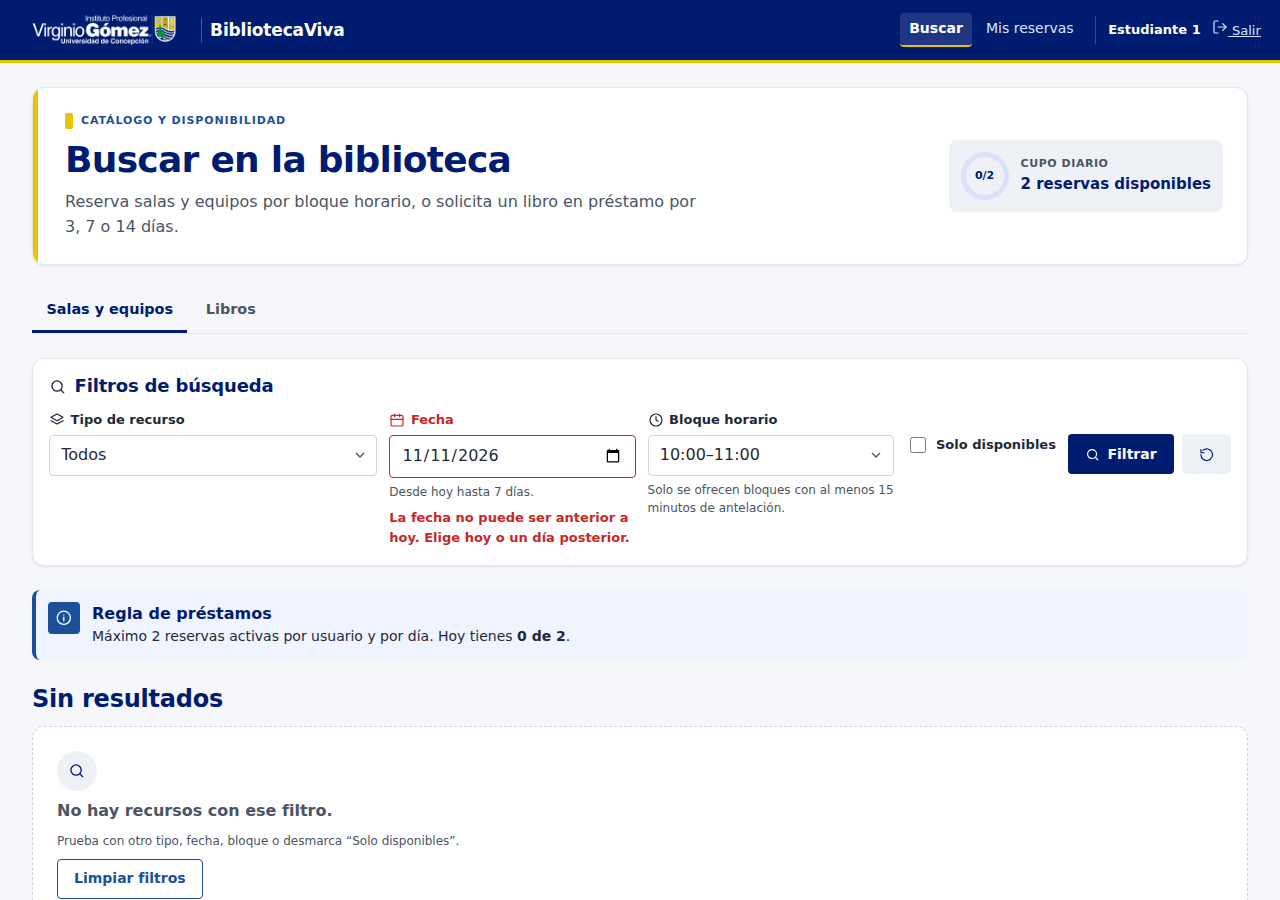 Instituto Profesional
VirginioGómez
Universidad de Concepción
BibliotecaViva
Buscar
Mis reservas
Estudiante 1
Salir
CATÁLOGO Y DISPONIBILIDAD
Buscar en la biblioteca
Reserva salas y equipos por bloque horario, o solicita un libro en préstamo por
3, 7 o 14 días.
0/2
CUPO DIARIO
2 reservas disponibles
Salas y equipos
Libros
Filtros de búsqueda
Tipo de recurso
Todos
Fecha
11/11/2026
Desde hoy hasta 7 días.
La fecha no puede ser anterior a
hoy. Elige hoy o un día posterior.
Bloque horario
10:00–11:00
Solo se ofrecen bloques con al menos 15
minutos de antelación.
Solo disponibles
Filtrar
Regla de préstamos
Máximo 2 reservas activas por usuario y por día. Hoy tienes 0 de 2.
Sin resultados
No hay recursos con ese filtro.
Prueba con otro tipo, fecha, bloque o desmarca “Solo disponibles”.
Limpiar filtros